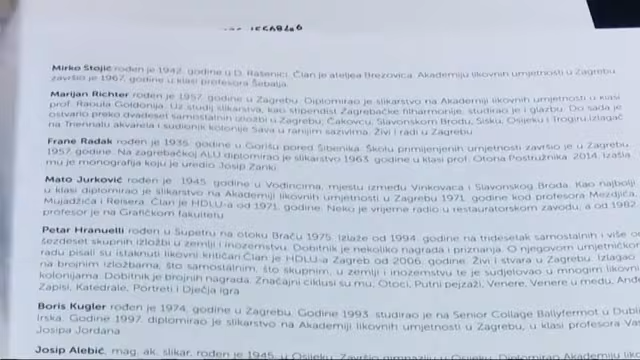 Mirko Stojić rođen je 1942. godine u D. Rašenici. Član je ateljea Brezovica. Akademiju likovnih umjetnosti u Zagrebu
završio je 1967. godine u klasi profesora Šebalja.
Marijan Richter rođen je 1957. godine u Zagrebu. Diplomirao je slikarstvo na Akademiji likovnih umjetnosti u klasi
prof. Raoula Goldonija. Uz studij slikarstva, kao stipendist Zagrebačke filharmonije, studirao je i glazbu. Do sada je
ostvario preko dvadeset samostalnih izložbi u Zagrebu, Čakovcu, Slavonskom Brodu, Sisku, Osijeku i Trogiru. Izlagač
na Triennalu akvarela i sudionik kolonije Sava u ranijim sazivima. Živi i radi u Zagrebu
Frane Radak rođen je 1935. godine u Gorišu pored Šibenika. Školu primijenjenih umjetnosti završio je u Zagrebu,
1957. godine. Na zagrebačkoj ALU diplomirao je slikarstvo 1963. godine u klasi prof. Otona Postružnika. 2014. izašla
mu je monografija koju je uredio Josip Zanki
Mato Jurković rođen je 1945. godine u Vodincima, mjestu između Vinkovaca i Slavonskog Broda. Kao najbolji
u klasi diplomirao je slikarstvo na Akademiji likovnih umjetnosti u Zagrebu 1971. godine kod profesora Mezdjića,
Mujadžića i Reisera. Član je HDLU-a od 1971. godine. Neko je vrijeme radio u restauratorskom zavodu, a od 1982.
profesor je na Grafičkom fakultetu
Petar Hranuelli rođen u Supetru na otoku Braču 1975. Izlaže od 1994. godine na tridesetak samostalnih i više od
šezdeset skupnih izložbi u zemlji i inozemstvu. Dobitnik je nekoliko nagrada i priznanja. O njegovom umjetničkom
radu pisali su istaknuti likovni kritičari Član je HDLU-a Zagreb od 2006. godine. Živi i stvara u Zagrebu. Izlagao
na brojnim izložbama, što samostalnim, što skupnim, u zemlji i inozemstvu te je sudjelovao u mnogim likovnim
kolonijama. Dobitnik je brojnih nagrada. Značajni ciklusi su mu: Otoci, Putni pejzaži, Venere, Venere u medu,
Zapisi, Katedrale, Portreti i Dječja igra
Boris Kugler rođen je 1974. godine u Zagrebu. Godine 1993. studirao je na Senior Collage Ballyfermot u
Irska. Godine 1997. diplomirao je slikarstvo na Akademiji likovnih umjetnosti u Zagrebu, u klasi profesora
Josipa Jordana
Josip Alebić, mag. ak. slikar, rođen je 1945. u Osijeku. Završio gimnaziju u Osijeku. Diplomirao